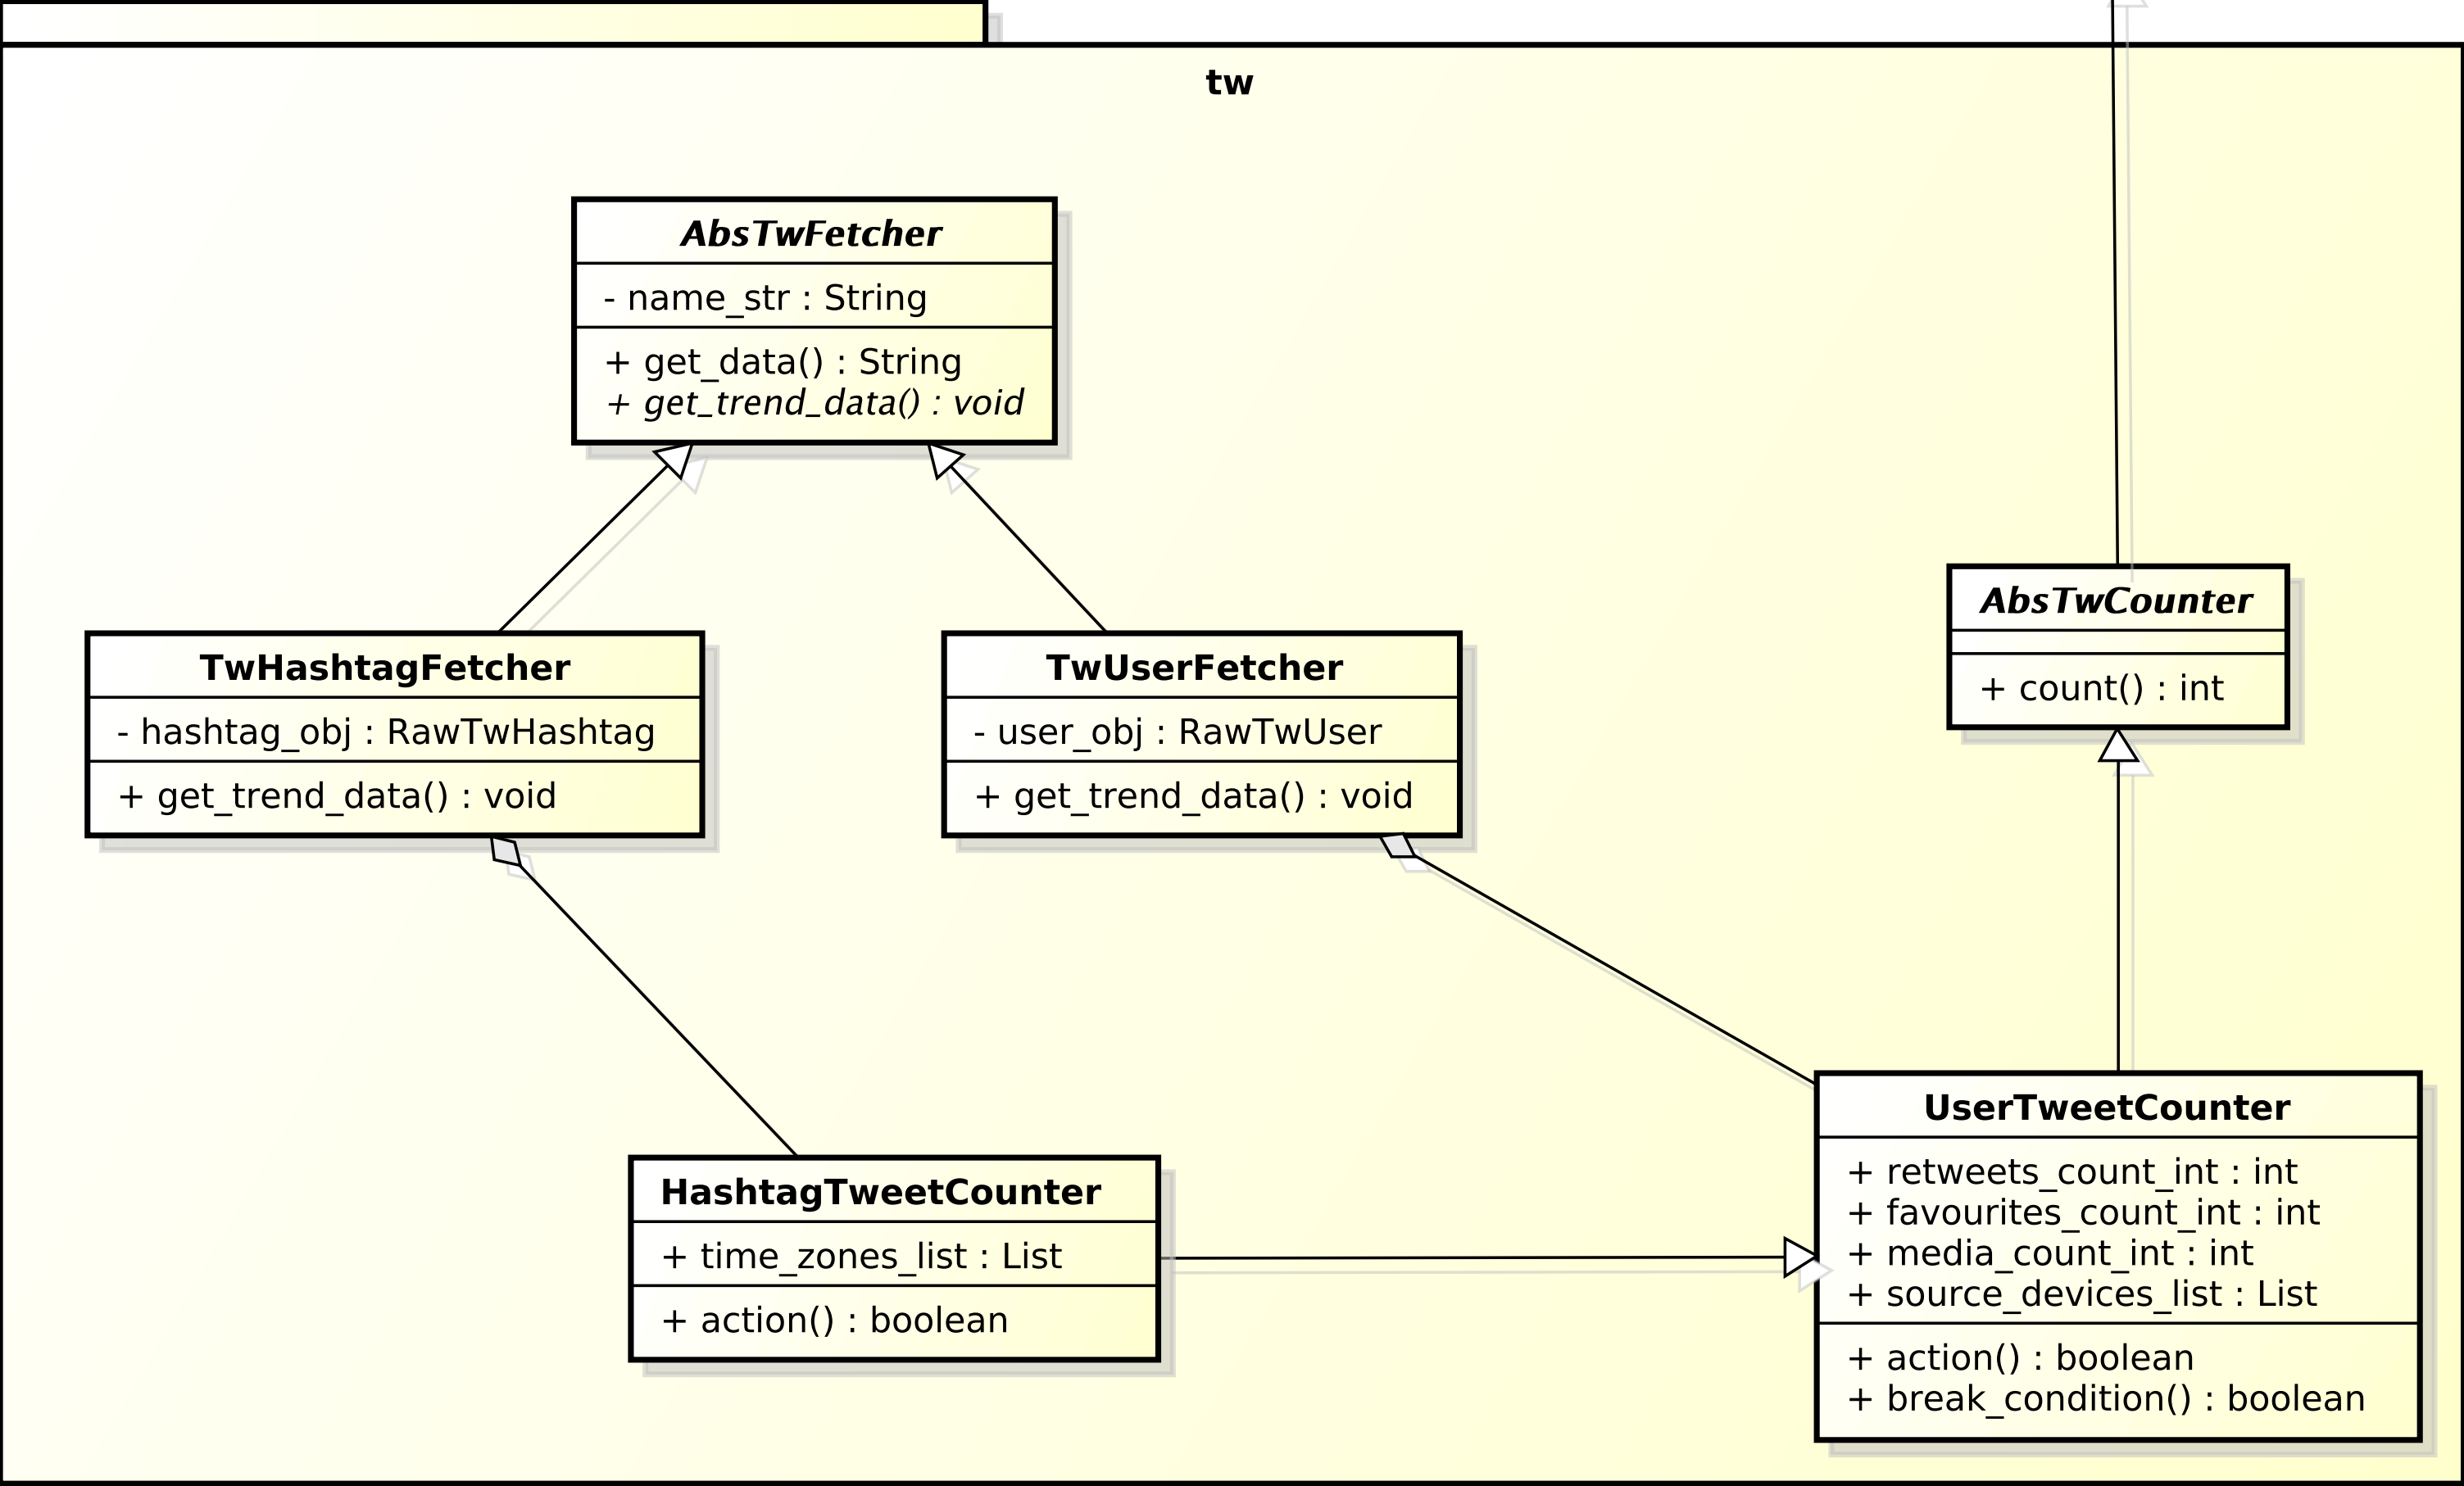 tw
AbsTwFetcher
- name_str : String
+ get_data() : String
+ get_trend_data() : void
AbsTwCounter
+ count() : int
TwHashtagFetcher
- hashtag_obj : RawTwHashtag
+ get_trend_data() : void
TwUserFetcher
- user_obj : RawTwUser
+ get_trend_data() : void
HashtagTweetCounter
+ time_zones_list : List
+ action() : boolean
UserTweetCounter
+ retweets_count_int : int
+ favourites_count_int : int
+ media_count_int : int
+ source_devices_list : List
+ action() : boolean
+ break_condition() : boolean